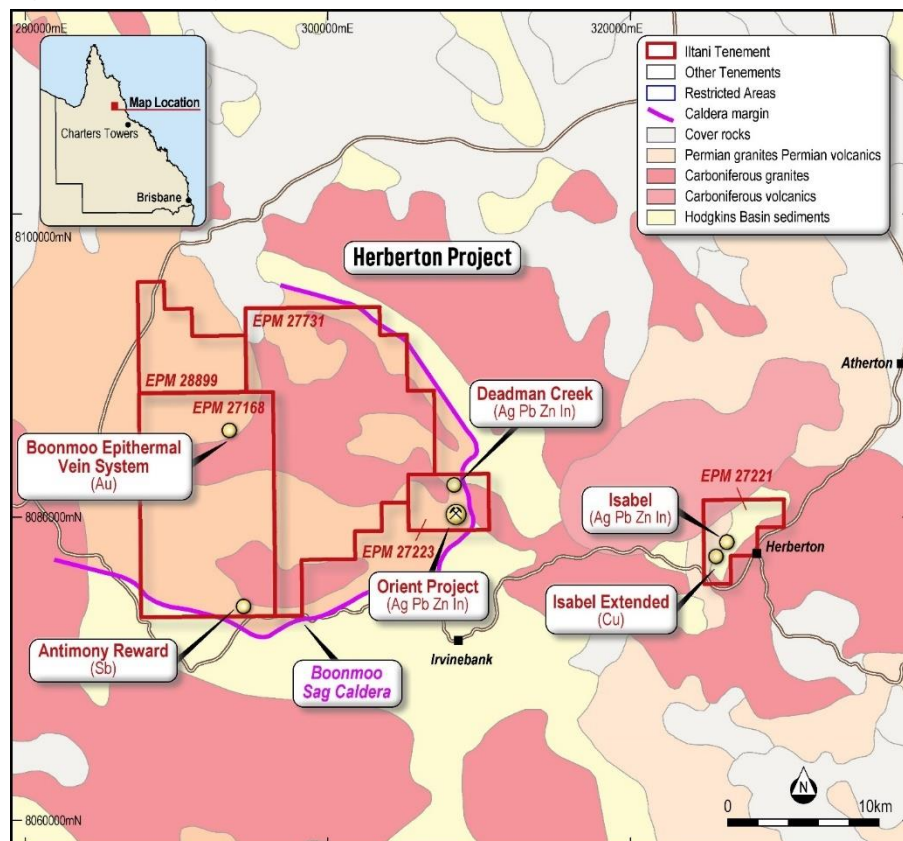 280000mE
300000mE
320000mE
Map Location
Charters Towers
Brisbane
Iltani Tenement
Other Tenements
Restricted Areas
Caldera margin
Cover rocks
Permian granites Permian volcanics
Carboniferous granites
Carboniferous volcanics
Hodgkins Basin sediments
8100000mN
Herberton Project
EPM 27731
Atherton
EPM 28899
EPM 27168
Deadman Creek
(Ag Pb Zn In)
Boonmoo Epithermal
Vein System
(Au)
EPM 27221
Isabel
(Ag Pb Zn In)
8080000mN
EPM 27223
Herberton
Orient Project
(Ag Pb Zn In)
Isabel Extended
(Cu)
Antimony Reward
(Sb)
Irvinebank
Boonmoo
Sag Caldera
N
0
10km
8060000mN